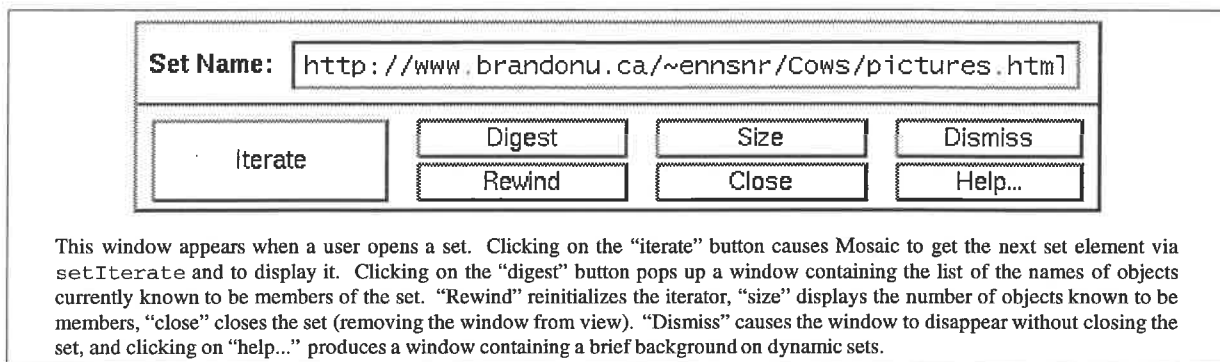 Set Name: http://www.brandonu.ca/~ennsnr/Cows/pictures.html
Iterate
Digest
Size
Dismiss
Rewind
Close
Help...
This window appears when a user opens a set. Clicking on the “iterate” button causes Mosaic to get the next set element via
setIterate and to display it. Clicking on the “digest” button pops up a window containing the list of the names of objects
currently known to be members of the set. “Rewind” reinitializes the iterator, “size” displays the number of objects known to be
members, “close” closes the set (removing the window from view). “Dismiss” causes the window to disappear without closing the
set, and clicking on “help...” produces a window containing a brief background on dynamic sets.